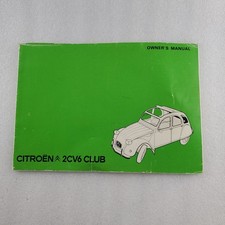 OWNER'S MANUAL
CITROËN 2CV6 CLUB